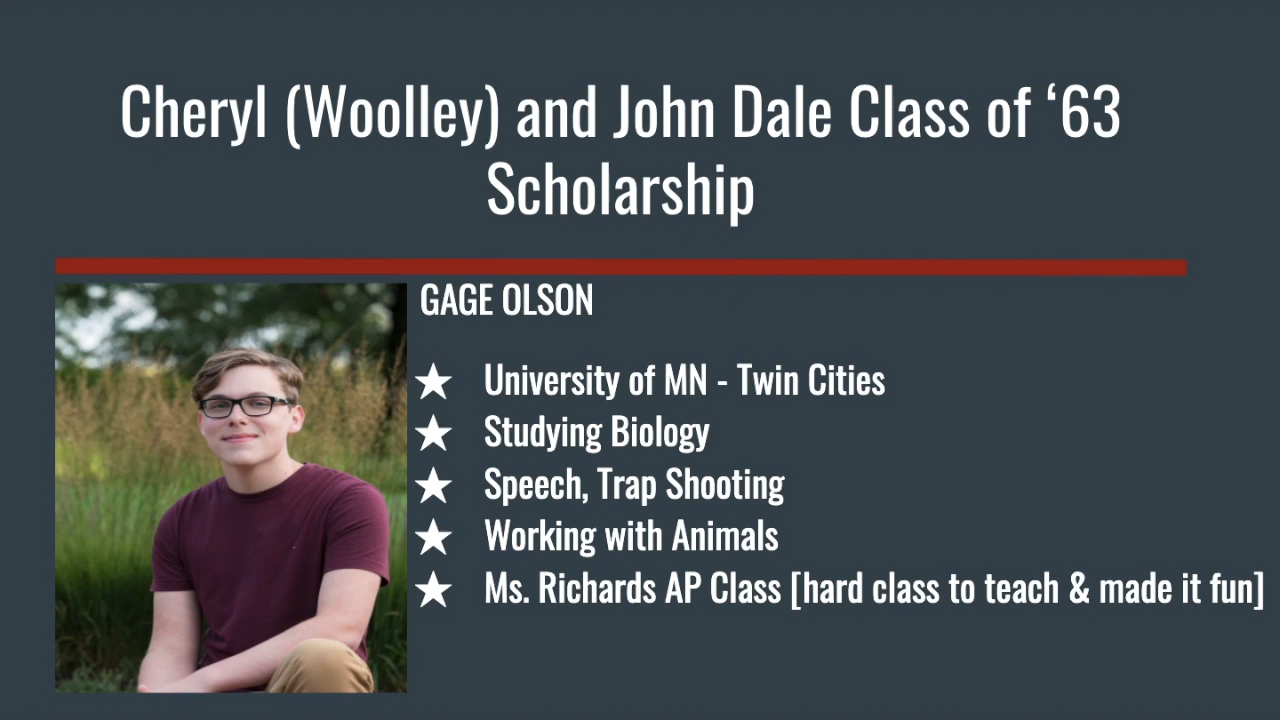 Cheryl (Woolley) and John Dale Class of ‘63
Scholarship
GAGE OLSON
★ University of MN - Twin Cities
★ Studying Biology
★ Speech, Trap Shooting
★ Working with Animals
★ Ms. Richards AP Class [hard class to teach & made it fun]